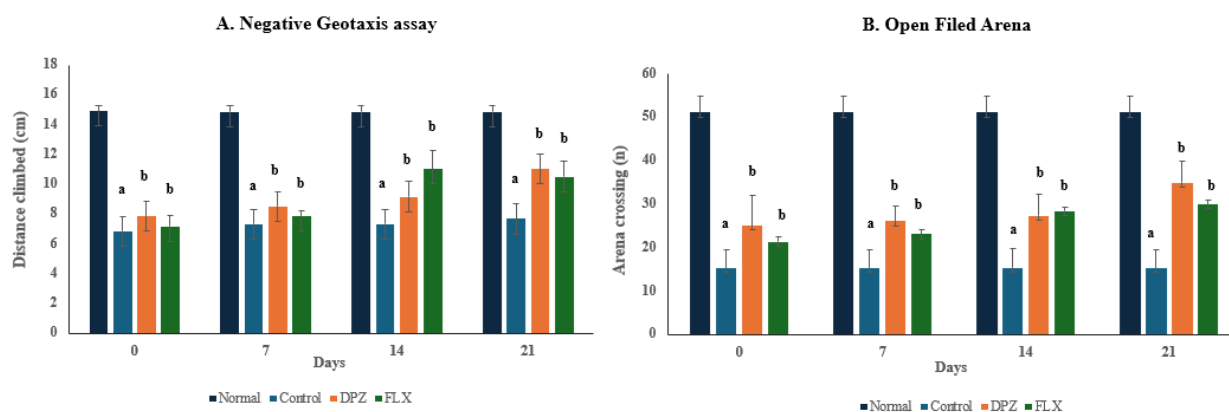 A. Negative Geotaxis assay
Distance climbed (cm)
18
16
14
12
10
8
6
4
2
0
a b b
a b b
a b b
a b b
0 7 14 21
Days
Normal Control DPZ FLX
B. Open Filed Arena
Arena crossing (n)
60
50
40
30
20
10
0
a b b
a b b
a b b
a b b
0 7 14 21
Days
Normal Control DPZ FLX